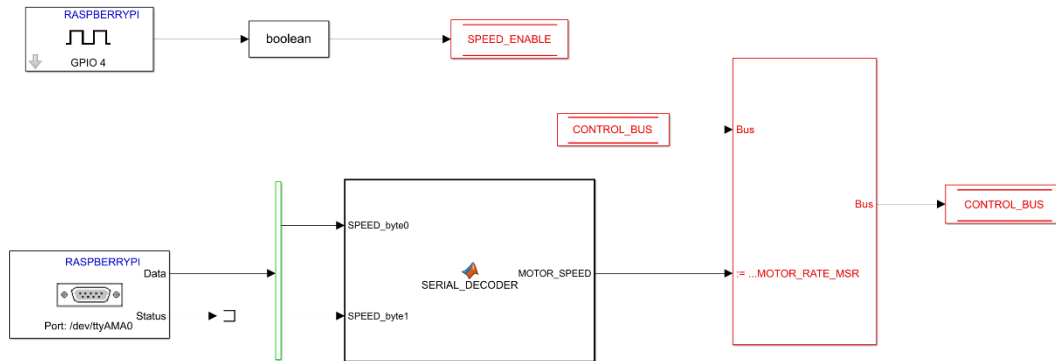 RASPBERRYPI
GPIO 4
boolean
SPEED_ENABLE
CONTROL_BUS
Bus
Bus
CONTROL_BUS
:= ...MOTOR_RATE_MSR
SPEED_byte0
SERIAL_DECODER
MOTOR_SPEED
SPEED_byte1
RASPBERRYPI
Data
Status
Port: /dev/ttyAMA0